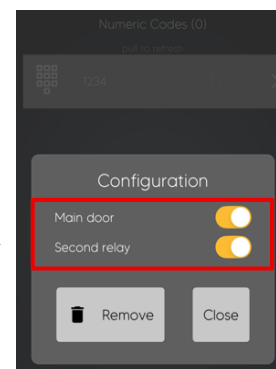 Numeric Codes (0)
pull to refresh
1234
Configuration
Main door
Second relay
Remove
Close